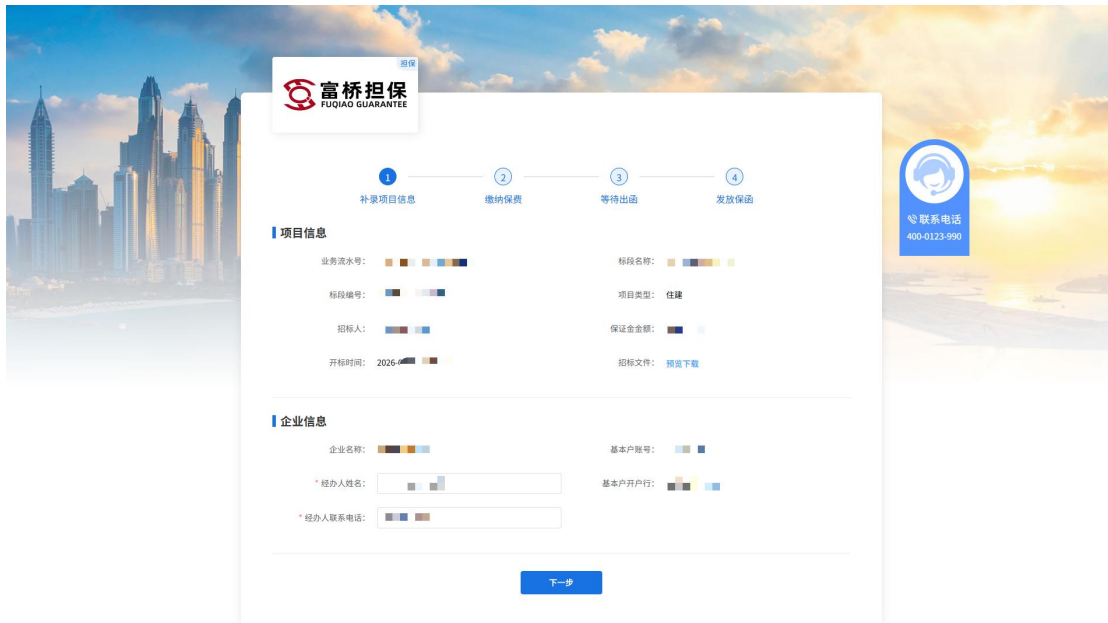 担保
富桥担保
FUQIAO GUARANTEE
1
2
3
4
补录项目信息
缴纳保费
等待出函
发放保函
联系电话
400-0123-990
项目信息
业务流水号：
标段名称：
标段编号：
项目类型： 住建
招标人：
保证金金额：
开标时间： 2026-
招标文件： 预览下载
企业信息
企业名称：
基本户账号：
* 经办人姓名：
基本户开户行：
* 经办人联系电话：
下一步